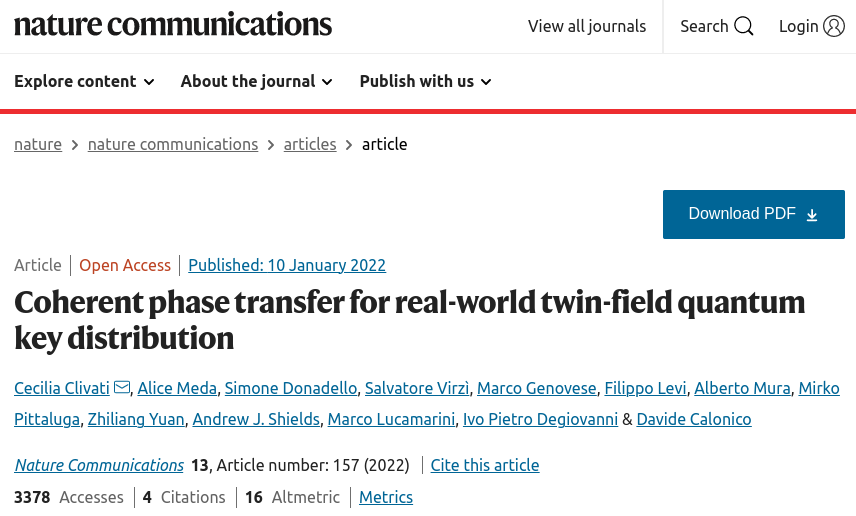 nature communications
View all journals Search Login
Explore content About the journal Publish with us
nature > nature communications > articles > article
Download PDF
Article | Open Access | Published: 10 January 2022
Coherent phase transfer for real-world twin-field quantum
key distribution
Cecilia Clivati, Alice Meda, Simone Donadello, Salvatore Virzì, Marco Genovese, Filippo Levi, Alberto Mura, Mirko
Pittaluga, Zhiliang Yuan, Andrew J. Shields, Marco Lucamarini, Ivo Pietro Degiovanni & Davide Calonico
Nature Communications 13, Article number: 157 (2022) | Cite this article
3378 Accesses | 4 Citations | 16 Altmetric | Metrics